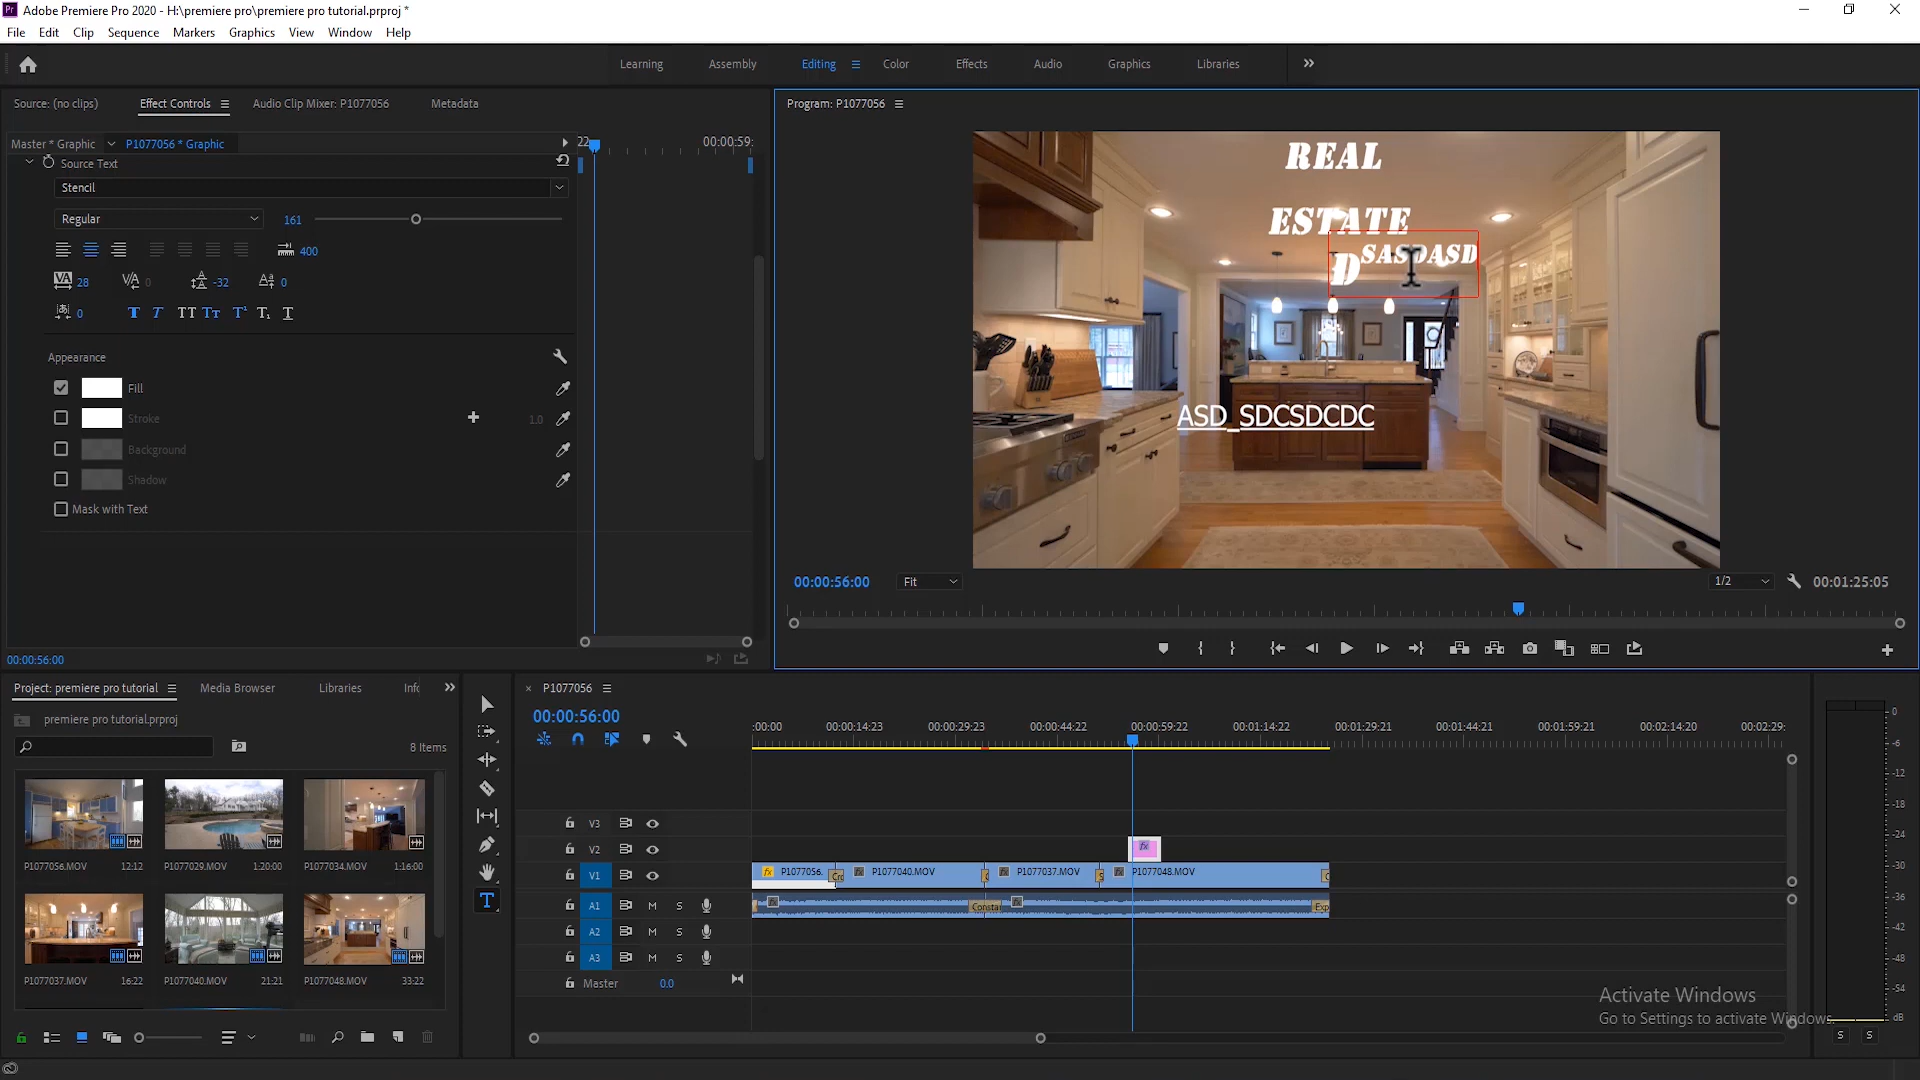 Adobe Premiere Pro 2020 - H:\premiere pro\premiere pro tutorial.prproj *
File Edit Clip Sequence Markers Graphics View Window Help
Learning Assembly Editing Color Effects Audio Graphics Libraries
Source: (no clips) Effect Controls Audio Clip Mixer: P1077056 Metadata
Program: P1077056
Master * Graphic P1077056 * Graphic
22 00:00:59:
Source Text
Stencil
Regular 161
400
28 0 -32 0
0
Appearance
Fill
Stroke 1.0
Background
Shadow
Mask with Text
00:00:56:00
REAL
ESTATE
DSASDASD
ASD_SDCSDCDC
00:00:56:00 Fit 1/2 00:01:25:05
Project: premiere pro tutorial Media Browser Libraries Info
premiere pro tutorial.prproj
8 Items
P1077056.MOV 12:12 P1077029.MOV 1:20:00 P1077034.MOV 1:16:00
P1077037.MOV 16:22 P1077040.MOV 21:21 P1077048.MOV 33:22
× P1077056
00:00:56:00
:00:00 00:00:14:23 00:00:29:23 00:00:44:22 00:00:59:22 00:01:14:22 00:01:29:21 00:01:44:21 00:01:59:21 00:02:14:20 00:02:29:
V3
V2 fx
V1 fx P1077056. Cro fx P1077040.MOV fx P1077037.MOV S fx P1077048.MOV
A1 M S fx Consta fx Exp
A2 M S
A3 M S
Master 0.0
0
-6
-12
-18
-24
-30
-36
-42
-48
-54
dB
S S
Activate Windows
Go to Settings to activate Windows.